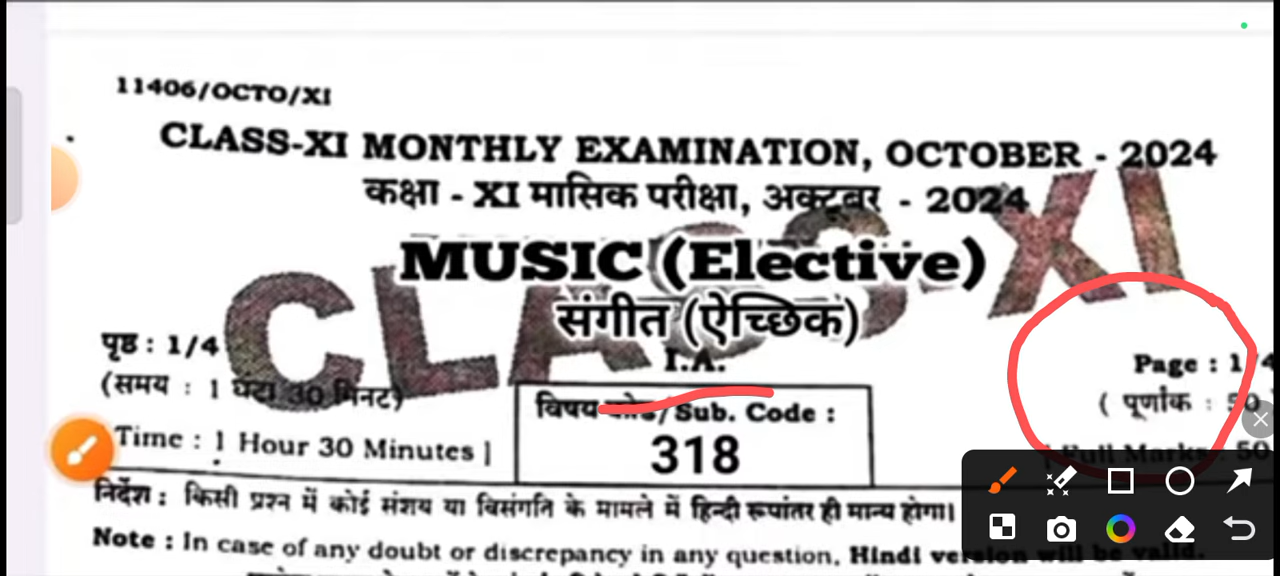 11406/OCTO/XI
CLASS-XI MONTHLY EXAMINATION, OCTOBER - 2024
कक्षा - XI मासिक परीक्षा, अक्टूबर - 2024
CLASS-XI
MUSIC (Elective)
संगीत (ऐच्छिक)
I.A.
पृष्ठ : 1/4
Page : 1/4
(समय : 1 घंटा 30 मिनट)
( पूर्णांक : 50
विषय कोड/Sub. Code :
318
Time : 1 Hour 30 Minutes ]
[ Full Marks : 50
निर्देश : किसी प्रश्न में कोई संशय या विसंगति के मामले में हिन्दी रूपांतर ही मान्य होगा।
Note : In case of any doubt or discrepancy in any question, Hindi version will be valid.